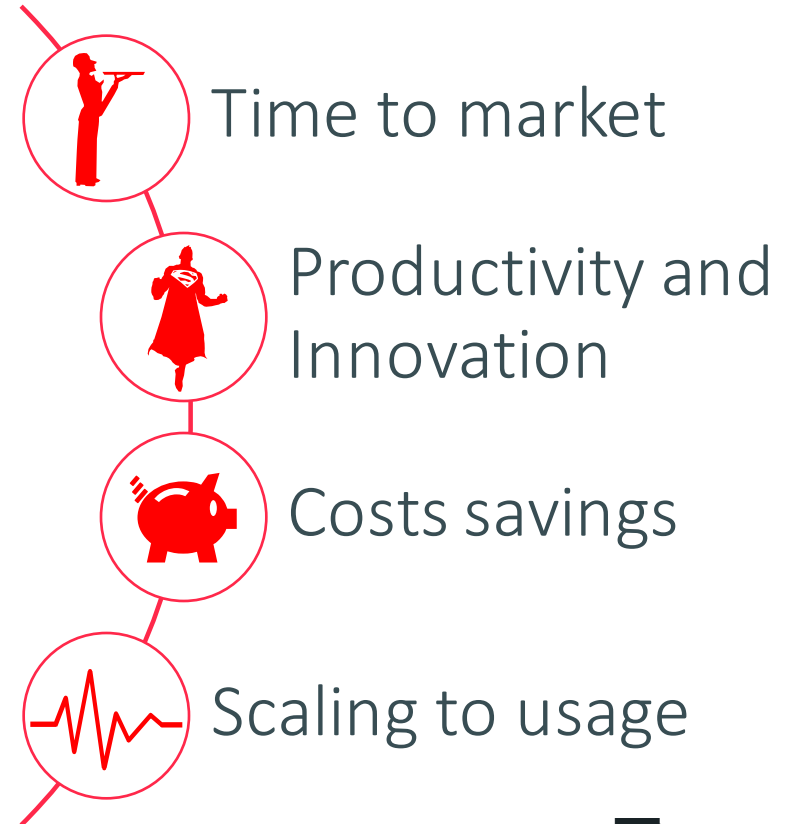 Time to market
Productivity and
Innovation
Costs savings
Scaling to usage